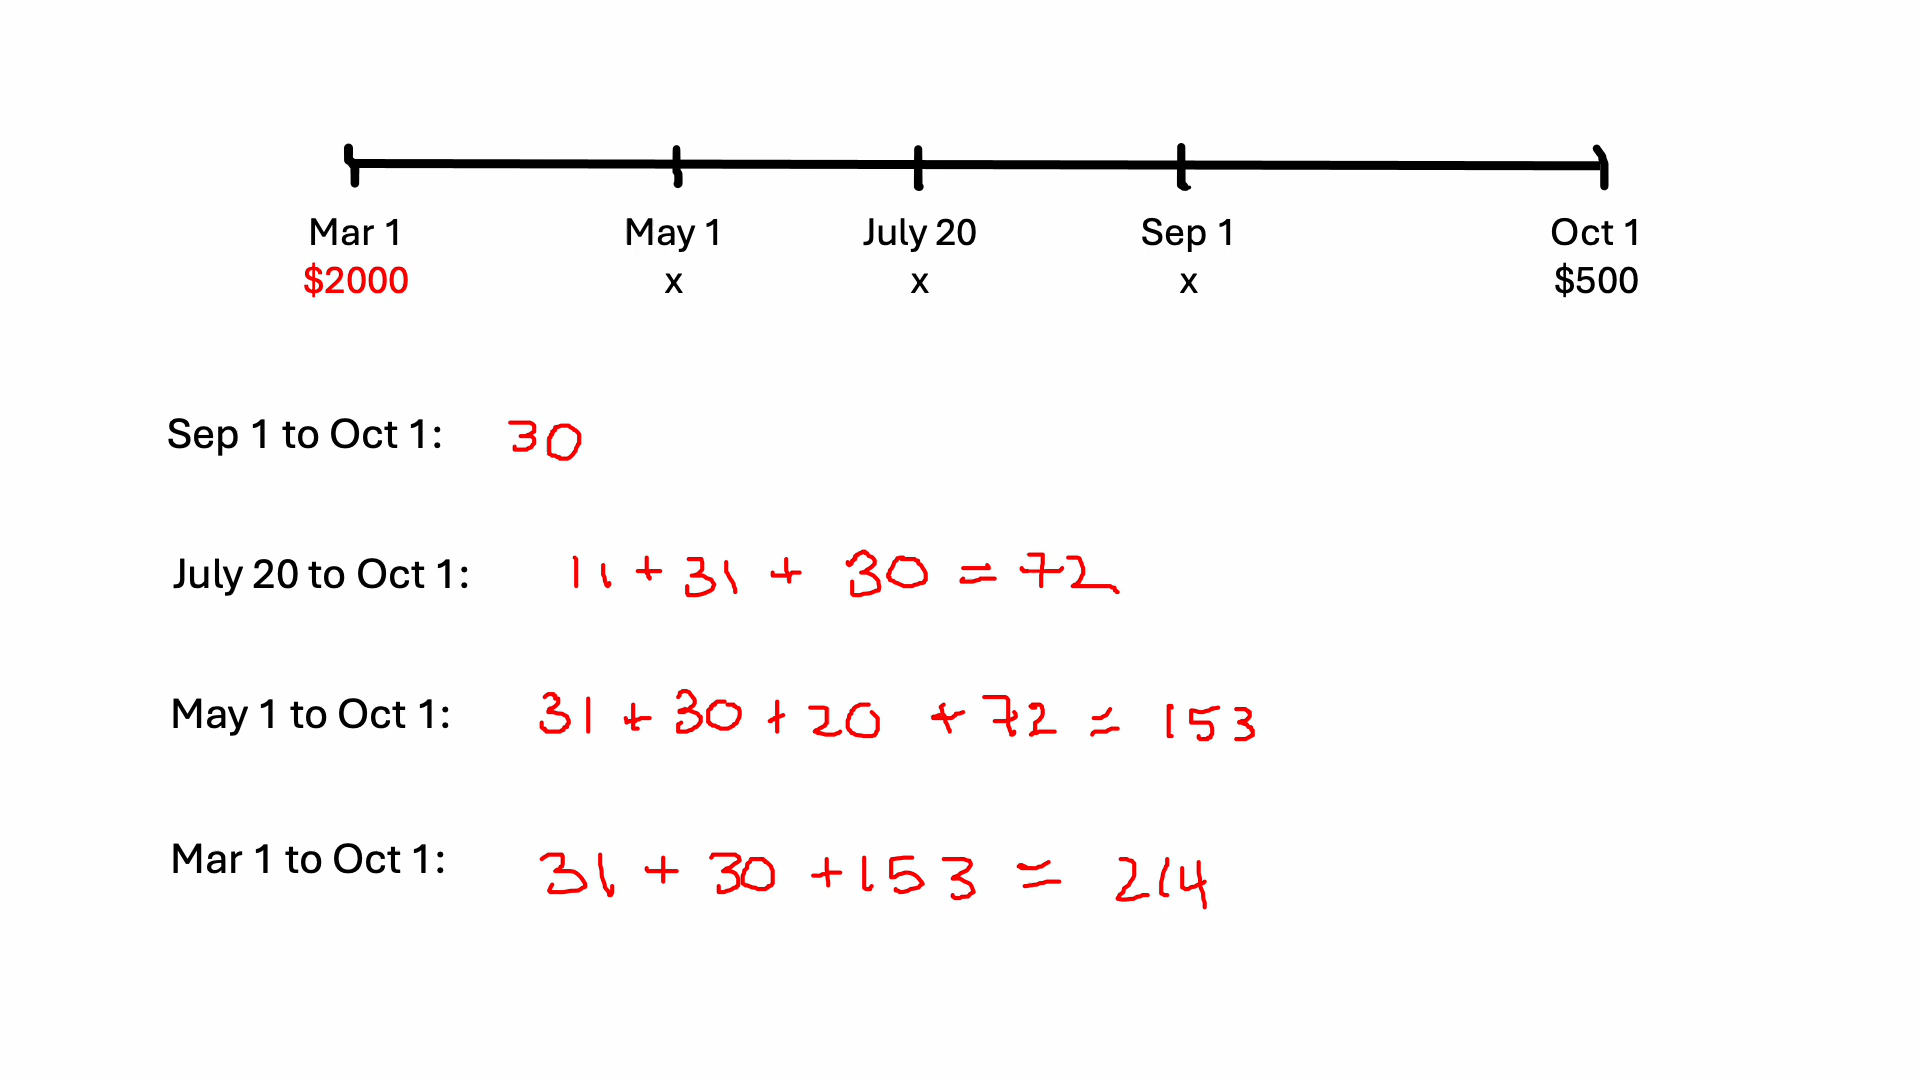 Mar 1 May 1 July 20 Sep 1 Oct 1
$2000 x x x $500
Sep 1 to Oct 1: 30
July 20 to Oct 1: 11 + 31 + 30 = 72
May 1 to Oct 1: 31 + 30 + 20 + 72 = 153
Mar 1 to Oct 1: 31 + 30 + 153 = 214